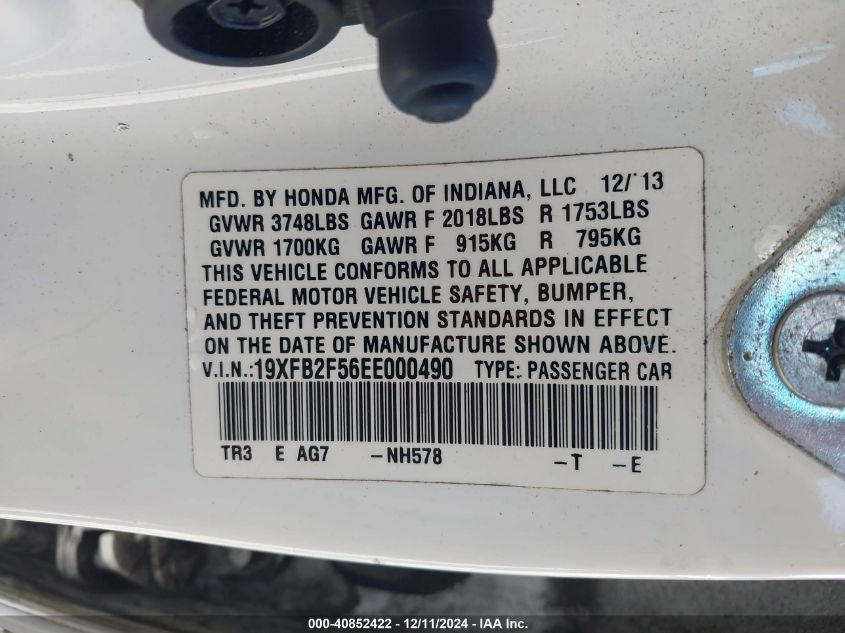 MFD. BY HONDA MFG. OF INDIANA, LLC 12/13
GVWR 3748LBS GAWR F 2018LBS R 1753LBS
GVWR 1700KG GAWR F 915KG R 795KG
THIS VEHICLE CONFORMS TO ALL APPLICABLE
FEDERAL MOTOR VEHICLE SAFETY, BUMPER,
AND THEFT PREVENTION STANDARDS IN EFFECT
ON THE DATE OF MANUFACTURE SHOWN ABOVE.
V.I.N.:19XFB2F56EE000490 TYPE: PASSENGER CAR
TR3 E AG7 -NH578 -T -E
000-40852422 - 12/11/2024 - IAA Inc.